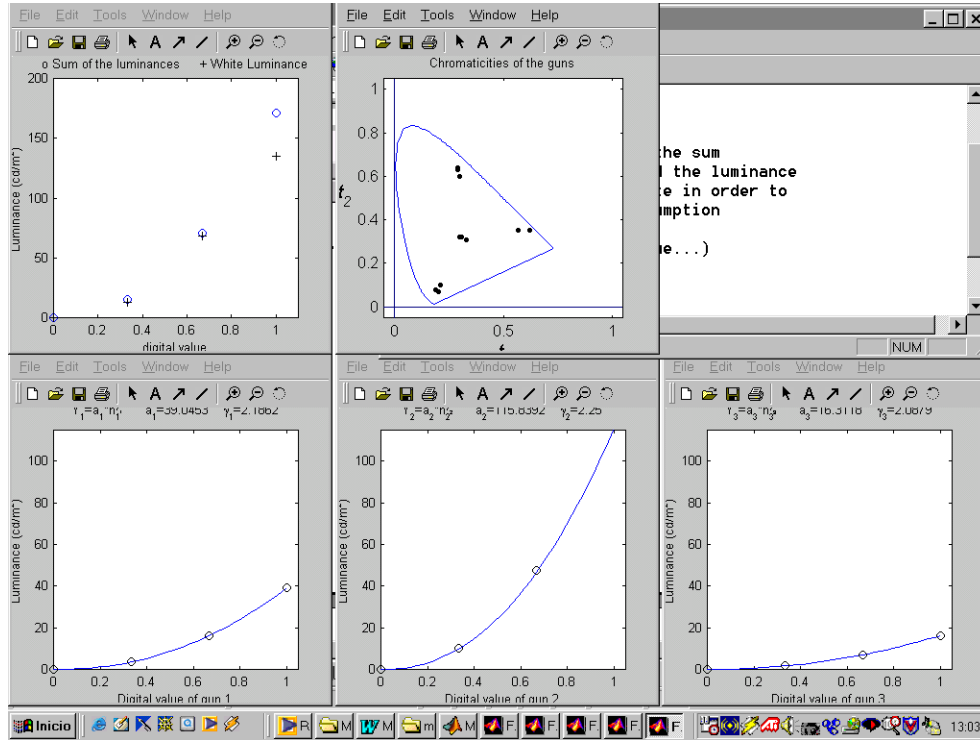 File Edit Tools Window Help
o Sum of the luminances + White Luminance
200
150
100
50
0
Luminance (cd/m²)
0 0.2 0.4 0.6 0.8 1
digital value
File Edit Tools Window Help
Chromaticities of the guns
1
0.8
0.6
0.4
0.2
0
t₂
0 0.5 1
the sum
the luminance
in order to
NUM
File Edit Tools Window Help
a₁=39.0453 γ₁=2.1862
100
80
60
40
20
0
Luminance (cd/m²)
0 0.2 0.4 0.6 0.8 1
Digital value of gun 1
File Edit Tools Window Help
a₂=115.8392 γ₂=2.25
100
80
60
40
20
0
Luminance (cd/m²)
0 0.2 0.4 0.6 0.8 1
Digital value of gun 2
File Edit Tools Window Help
a₃=16.3118 γ₃=2.0879
100
80
60
40
20
0
Luminance (cd/m²)
0 0.2 0.4 0.6 0.8 1
Digital value of gun 3
Inicio R M M m M F. F. F. F. F. 13:03